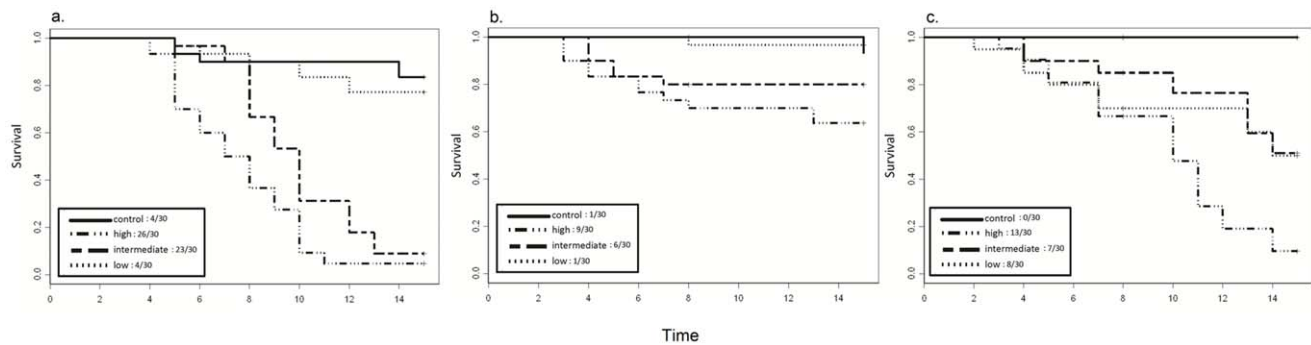 a.
Survival
1.0
0.8
0.6
0.4
0.2
0.0
control : 4/30
high : 26/30
intermediate : 23/30
low : 4/30
0 2 4 6 8 10 12 14
b.
Survival
1.0
0.8
0.6
0.4
0.2
0.0
control : 1/30
high : 9/30
intermediate : 6/30
low : 1/30
0 2 4 6 8 10 12 14
c.
Survival
1.0
0.8
0.6
0.4
0.2
0.0
control : 0/30
high : 13/30
intermediate : 7/30
low : 8/30
0 2 4 6 8 10 12 14
Time